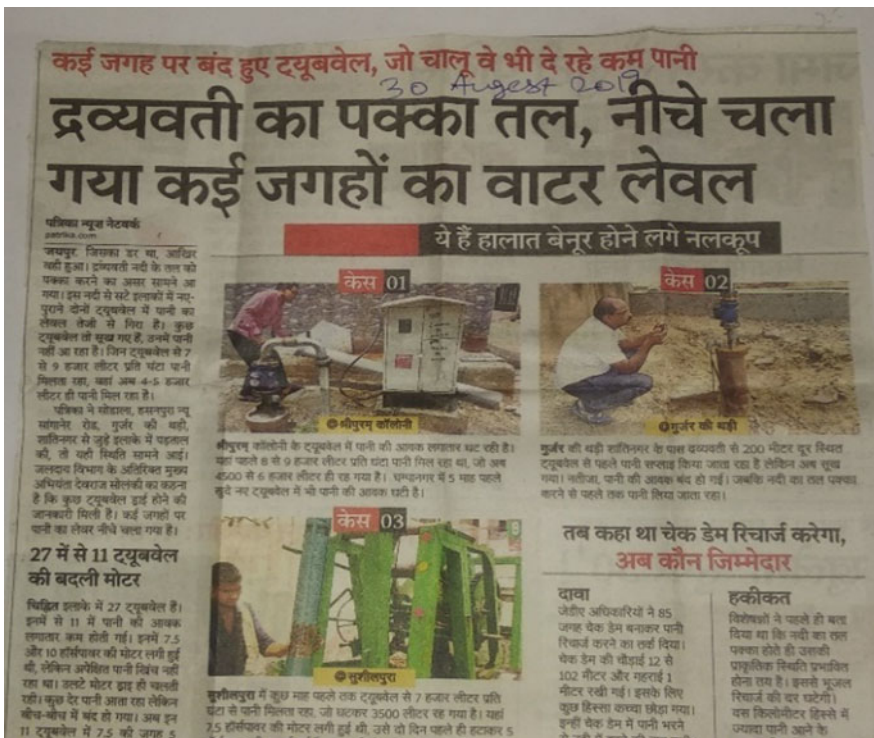 कई जगह पर बंद हुए ट्यूबवेल, जो चालू वे भी दे रहे कम पानी
30 August 2019
द्रव्यवती का पक्का तल, नीचे चला
गया कई जगहों का वाटर लेवल
पत्रिका न्यूज नेटवर्क
patrika.com
जयपुर. जिसका डर था, आखिर
वही हुआ। द्रव्यवती नदी के तल को
पक्का करने का असर सामने आ
गया। इस नदी से सटे इलाकों में नए-
पुराने दोनों ट्यूबवेल में पानी का
लेवल तेजी से गिरा है। कुछ
ट्यूबवेल तो सूख गए हैं, उनमें पानी
नहीं आ रहा है। जिन ट्यूबवेल से 7
से 9 हजार लीटर प्रति घंटा पानी
मिलता रहा, वहां अब 4-5 हजार
लीटर ही पानी मिल रहा है।
पत्रिका ने सोडाला, हसनपुरा न्यू
सांगानेर रोड, गुर्जर की थड़ी,
शांतिनगर से जुड़े इलाके में पड़ताल
की, तो यही स्थिति सामने आई।
जलदाय विभाग के अतिरिक्त मुख्य
अभियंता देवराज सोलंकी का कहना
है कि कुछ ट्यूबवेल ड्राई होने की
जानकारी मिली है। कई जगहों पर
पानी का लेवर नीचे चला गया है।
27 में से 11 ट्यूबवेल
की बदली मोटर
चिह्नित इलाके में 27 ट्यूबवेल हैं।
इनमें से 11 में पानी की आवक
लगातार कम होती गई। इनमें 7.5
और 10 हॉर्सपावर की मोटर लगी हुई
थी, लेकिन अपेक्षित पानी खिंच नहीं
रहा था। उलटे मोटर ड्राइ ही चलती
रही। कुछ देर पानी आता रहा लेकिन
बीच-बीच में बंद हो गया। अब इन
11 ट्यूबवेल में 7.5 की जगह 5
ये हैं हालात बेनूर होने लगे नलकूप
केस 01
@श्रीपुरम् कॉलोनी
श्रीपुरम् कॉलोनी के ट्यूबवेल में पानी की आवक लगातार घट रही है।
यहां पहले 8 से 9 हजार लीटर प्रति घंटा पानी मिल रहा था, जो अब
4500 से 6 हजार लीटर ही रह गया है। 5 माह पहले
खुदे नए ट्यूबवेल में भी पानी की आवक घटी है।
केस 02
@गुर्जर की थड़ी
गुर्जर की थड़ी शांतिनगर के पास द्रव्यवती से 200 मीटर दूर स्थित
ट्यूबवेल से पहले पानी सप्लाई किया जाता रहा है लेकिन अब सूख
गया। नतीजा, पानी की आवक बंद हो गई। जबकि नदी का तल पक्का
करने से पहले तक पानी लिया जाता रहा।
केस 03
@सुशीलपुरा
सुशीलपुरा में कुछ माह पहले तक ट्यूबवेल से 7 हजार लीटर प्रति
घंटा से पानी मिलता रहा, जो घटकर 3500 लीटर रह गया है। यहां
7.5 हॉर्सपावर की मोटर लगी हुई थी, उसे दो दिन पहले ही हटाकर 5
तब कहा था चेक डेम रिचार्ज करेगा,
अब कौन जिम्मेदार
दावा
जेडीए अधिकारियों ने 85
जगह चेक डेम बनाकर पानी
रिचार्ज करने का तर्क दिया।
चेक डेम की चौड़ाई 12 से
102 मीटर और गहराई 1
मीटर रखी गई। इसके लिए
कुछ हिस्सा कच्चा छोड़ा गया।
इन्हीं चेक डेम में पानी भरने
हकीकत
विशेषज्ञों ने पहले ही बता
दिया था कि नदी का तल
पक्का होते ही उसकी
प्राकृतिक स्थिति प्रभावित
होना तय है। इससे भूजल
रिचार्ज की दर घटेगी।
दस किलोमीटर हिस्से में
ज्यादा पानी आने के